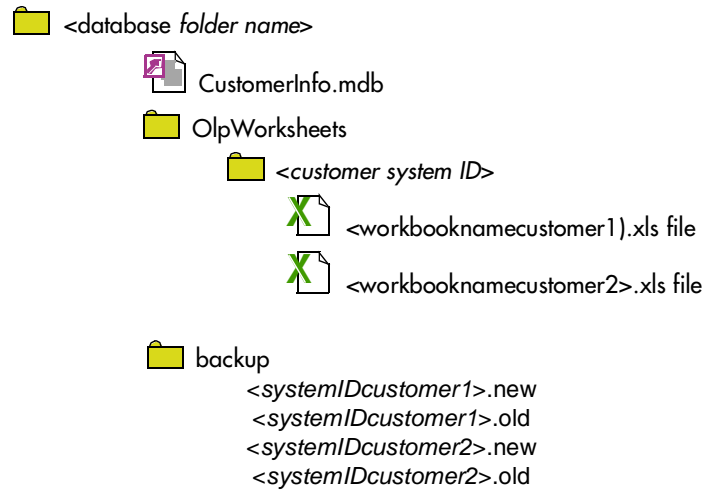 <database folder name>
CustomerInfo.mdb
OlpWorksheets
<customer system ID>
<workbooknamecustomer1).xls file
<workbooknamecustomer2>.xls file
backup
<systemIDcustomer1>.new
<systemIDcustomer1>.old
<systemIDcustomer2>.new
<systemIDcustomer2>.old